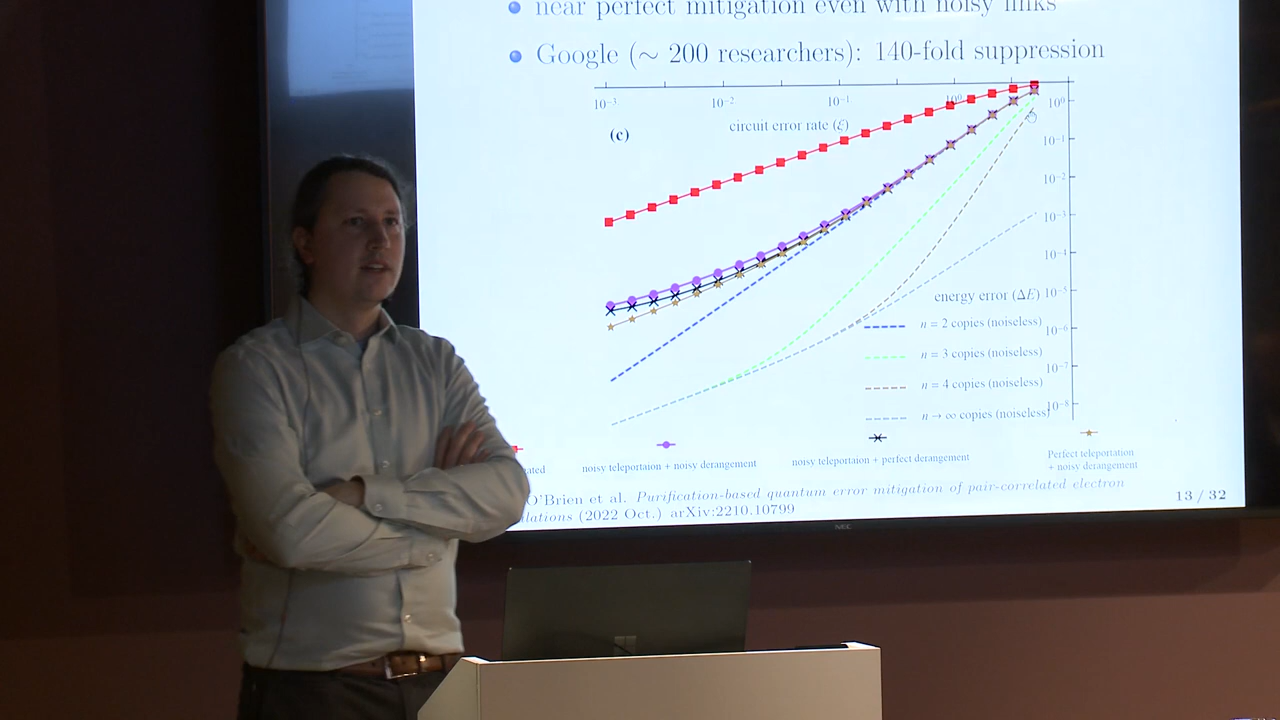 near perfect mitigation even with noisy links
Google (∼ 200 researchers): 140-fold suppression
10⁻³ 10⁻² 10⁻¹ 10⁰
(c)
circuit error rate (ξ)
10⁰
10⁻¹
10⁻²
10⁻³
10⁻⁴
energy error (ΔE) 10⁻⁵
n = 2 copies (noiseless)
10⁻⁶
n = 3 copies (noiseless)
10⁻⁷
n = 4 copies (noiseless)
10⁻⁸
n → ∞ copies (noiseless)
noisy teleportaion + noisy derangement
noisy teleportaion + perfect derangement
Perfect teleportation
+ noisy derangement
O'Brien et al. Purification-based quantum error mitigation of pair-correlated electron
(2022 Oct.) arXiv:2210.10799
13 / 32
NEC